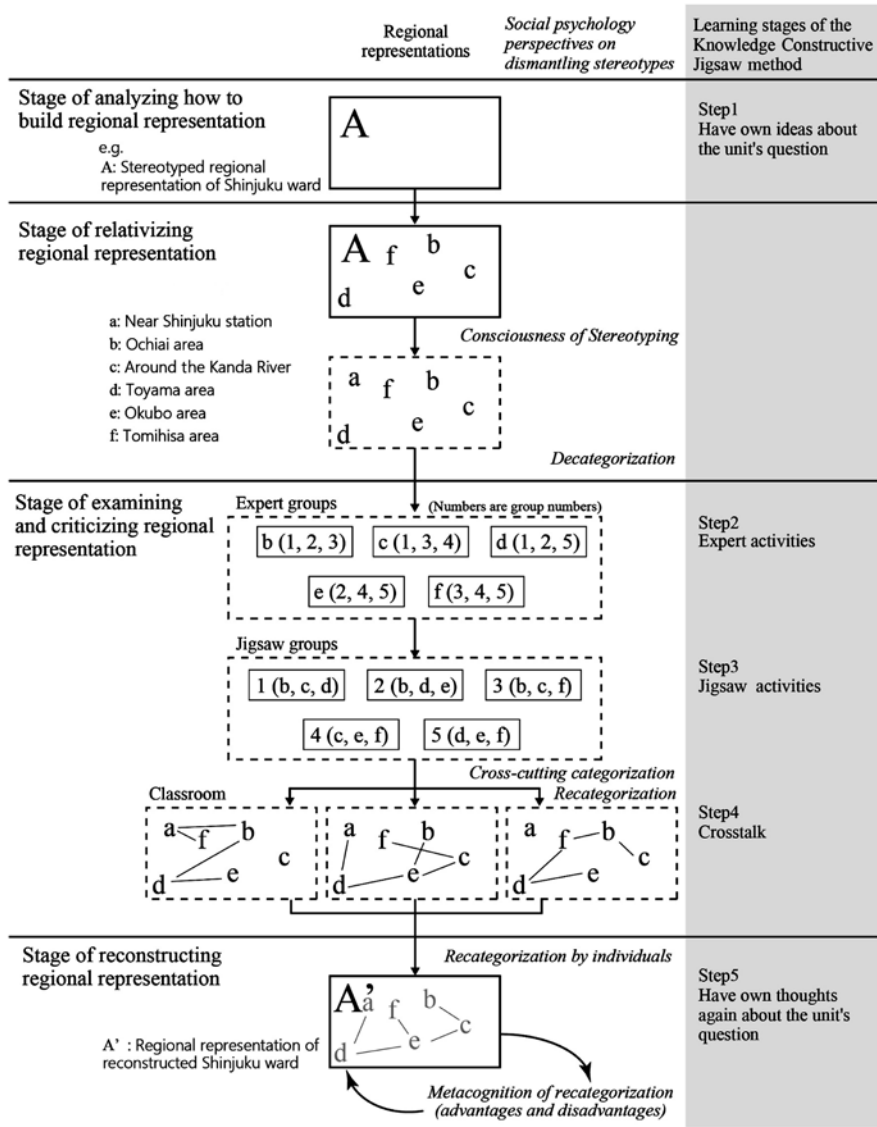 Regional
representations
Social psychology
perspectives on
dismantling stereotypes
Learning stages of the
Knowledge Constructive
Jigsaw method
Stage of analyzing how to
build regional representation
e.g.
A: Stereotyped regional
representation of Shinjuku ward
A
Step1
Have own ideas about
the unit's question
Stage of relativizing
regional representation
A f b c d e
a: Near Shinjuku station
b: Ochiai area
c: Around the Kanda River
d: Toyama area
e: Okubo area
f: Tomihisa area
Consciousness of Stereotyping
a f b c d e
Decategorization
Stage of examining
and criticizing regional
representation
Expert groups
(Numbers are group numbers)
b (1, 2, 3) c (1, 3, 4) d (1, 2, 5)
e (2, 4, 5) f (3, 4, 5)
Step2
Expert activities
Jigsaw groups
1 (b, c, d) 2 (b, d, e) 3 (b, c, f)
4 (c, e, f) 5 (d, e, f)
Step3
Jigsaw activities
Cross-cutting categorization
Recategorization
Classroom
a f b c d e
a f b c d e
a f b c d e
Step4
Crosstalk
Stage of reconstructing
regional representation
Recategorization by individuals
A' a f b c d e
A' : Regional representation of
reconstructed Shinjuku ward
Step5
Have own thoughts
again about the unit's
question
Metacognition of recategorization
(advantages and disadvantages)